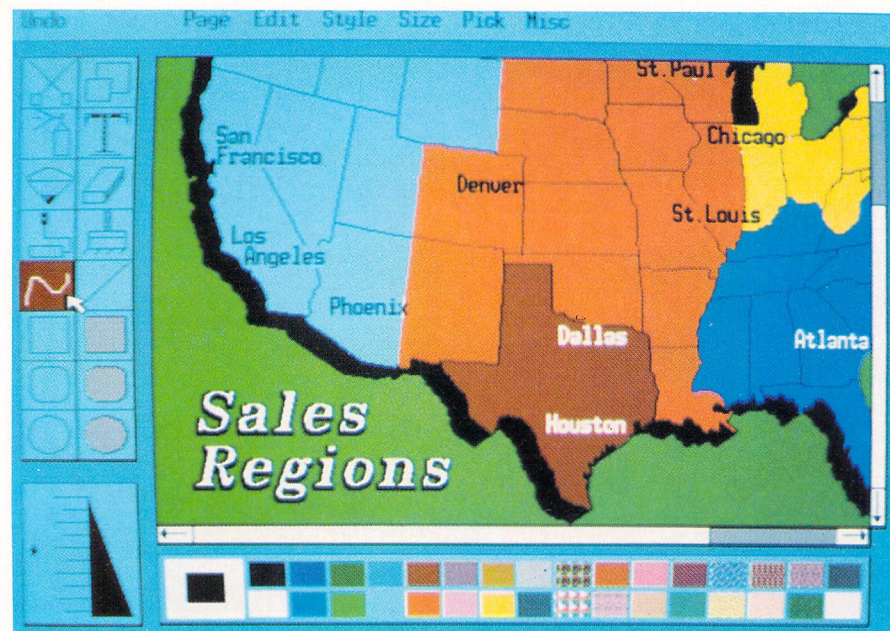 Undo Page Edit Style Size Pick Misc
St.Paul
San
Francisco
Chicago
Denver
St.Louis
Los
Angeles
Phoenix
Dallas
Atlanta
Sales
Houston
Regions